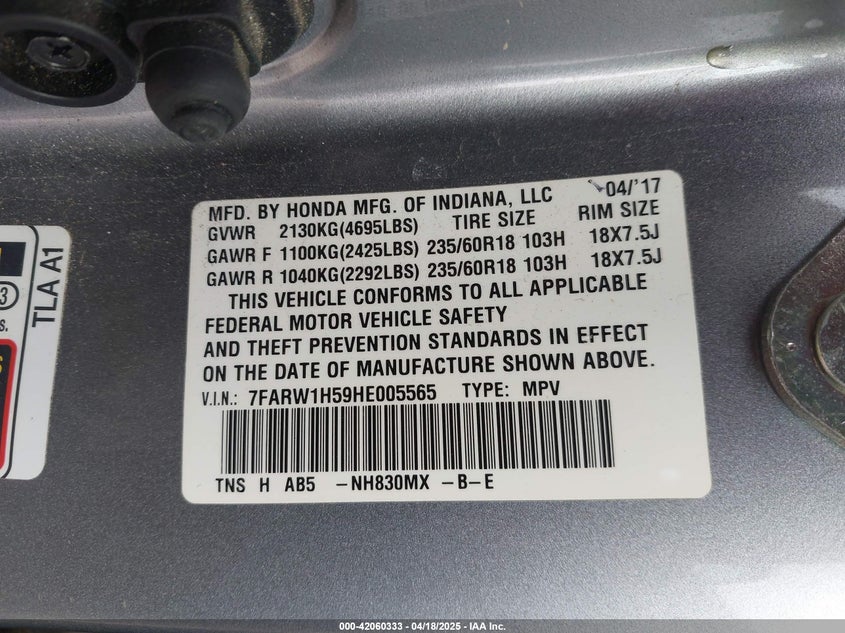 04/'17
MFD. BY HONDA MFG. OF INDIANA, LLC
GVWR 2130KG(4695LBS) TIRE SIZE RIM SIZE
GAWR F 1100KG(2425LBS) 235/60R18 103H 18X7.5J
GAWR R 1040KG(2292LBS) 235/60R18 103H 18X7.5J
THIS VEHICLE CONFORMS TO ALL APPLICABLE
FEDERAL MOTOR VEHICLE SAFETY
AND THEFT PREVENTION STANDARDS IN EFFECT
ON THE DATE OF MANUFACTURE SHOWN ABOVE.
V.I.N.: 7FARW1H59HE005565 TYPE: MPV
TNS H AB5 -NH830MX -B-E
TLA A1
000-42060333 - 04/18/2025 - IAA Inc.